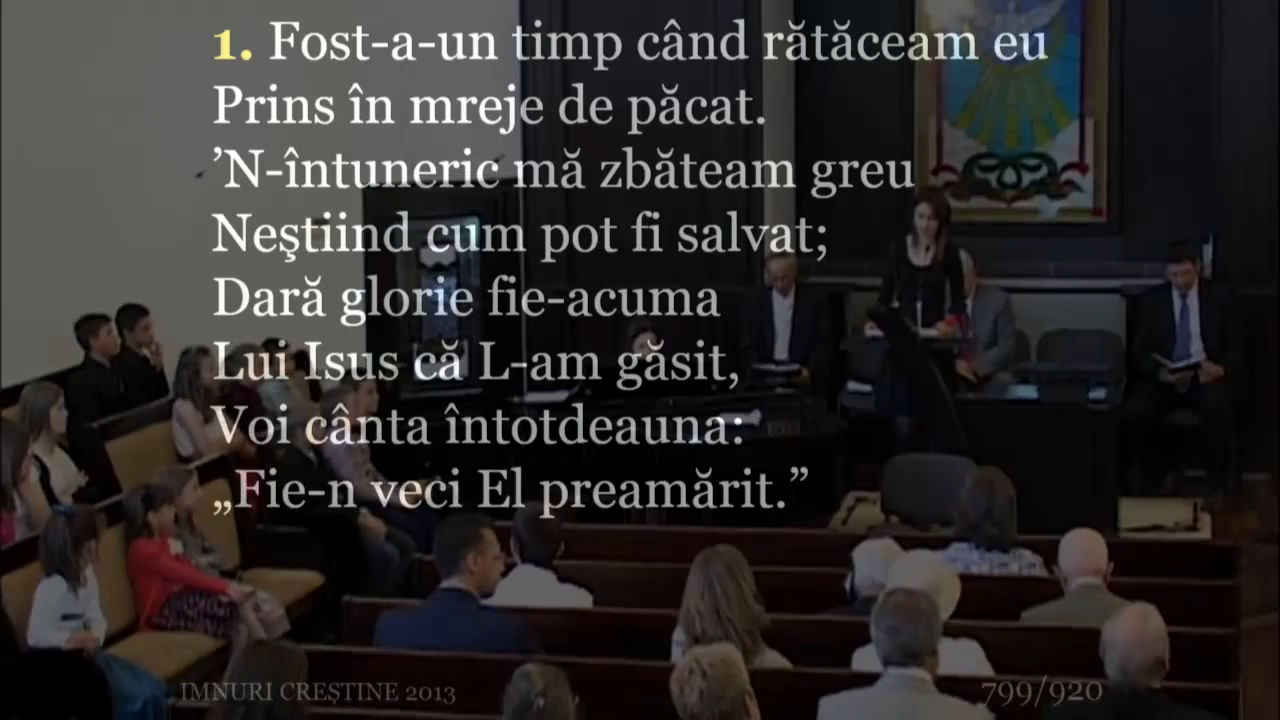 1. Fost-a-un timp când rătăceam eu
Prins în mreje de păcat.
’N-întuneric mă zbăteam greu
Neştiind cum pot fi salvat;
Dară glorie fie-acuma
Lui Isus că L-am găsit,
Voi cânta întotdeauna:
„Fie-n veci El preamărit.”
IMNURI CREȘTINE 2013
799/920